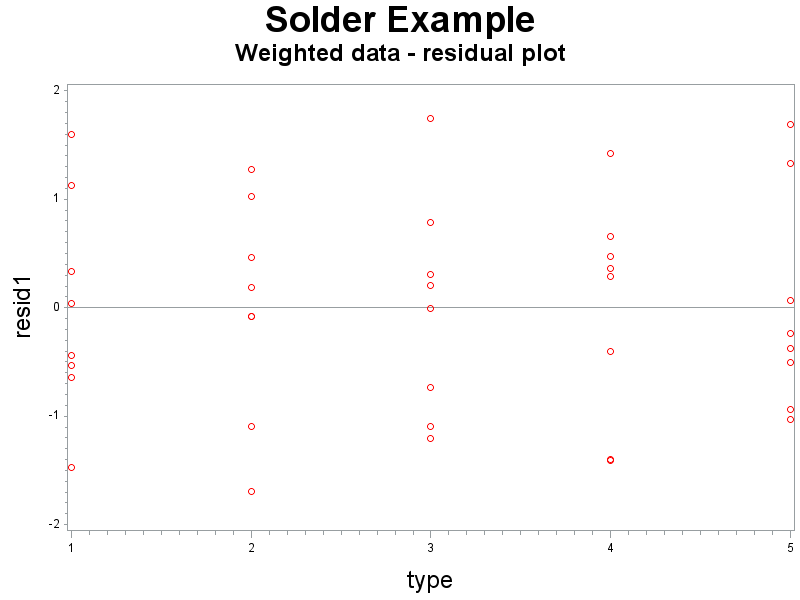 Solder Example
Weighted data - residual plot
2
1
0
-1
-2
resid1
1 2 3 4 5
type